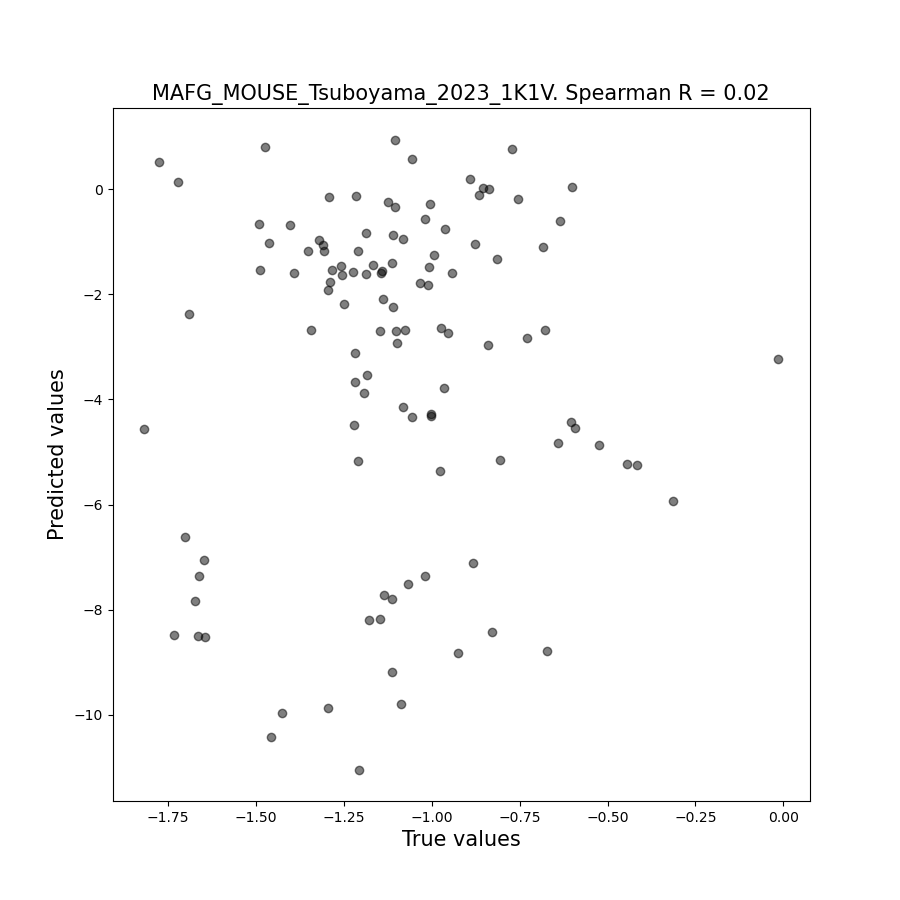 MAFG_MOUSE_Tsuboyama_2023_1K1V. Spearman R = 0.02
0
−2
−4
−6
−8
−10
Predicted values
−1.75 −1.50 −1.25 −1.00 −0.75 −0.50 −0.25 0.00
True values